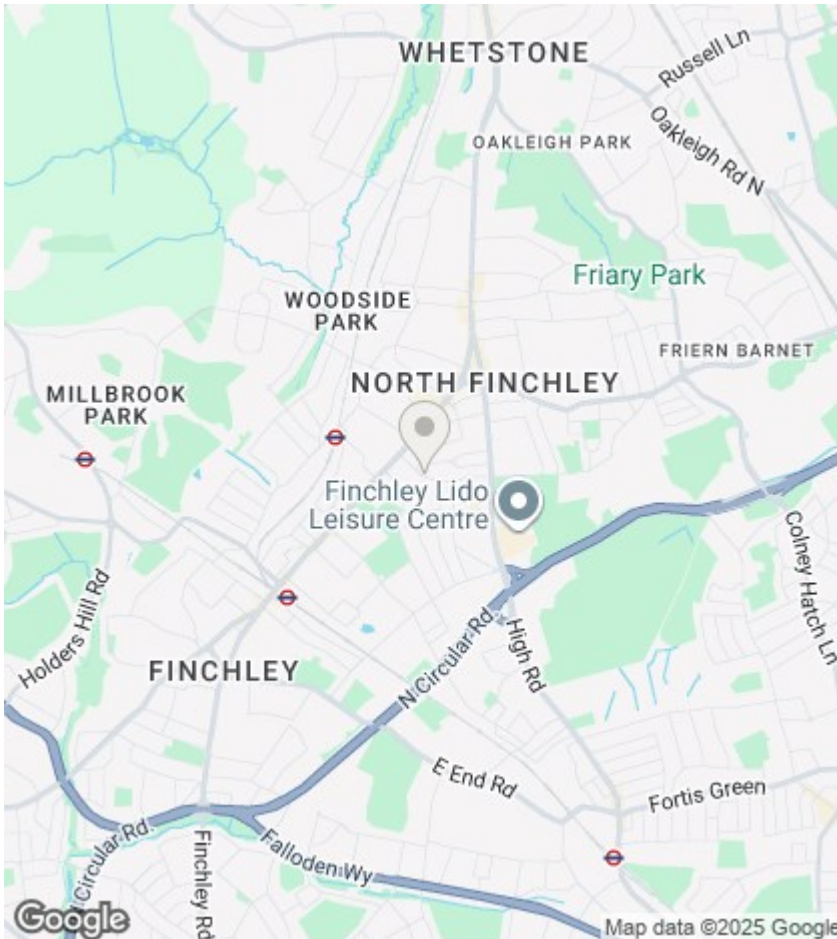 WHETSTONE
Russell Ln
OAKLEIGH PARK
Oakleigh Rd N
Friary Park
WOODSIDE
PARK
FRIERN BARNET
NORTH FINCHLEY
MILLBROOK
PARK
Finchley Lido
Leisure Centre
Colney Hatch Ln
Holders Hill Rd
N Circular Rd
High Rd
FINCHLEY
E End Rd
Fortis Green
N Circular Rd.
Finchley Rd
Falloden Wy
Google
Map data ©2025 Google